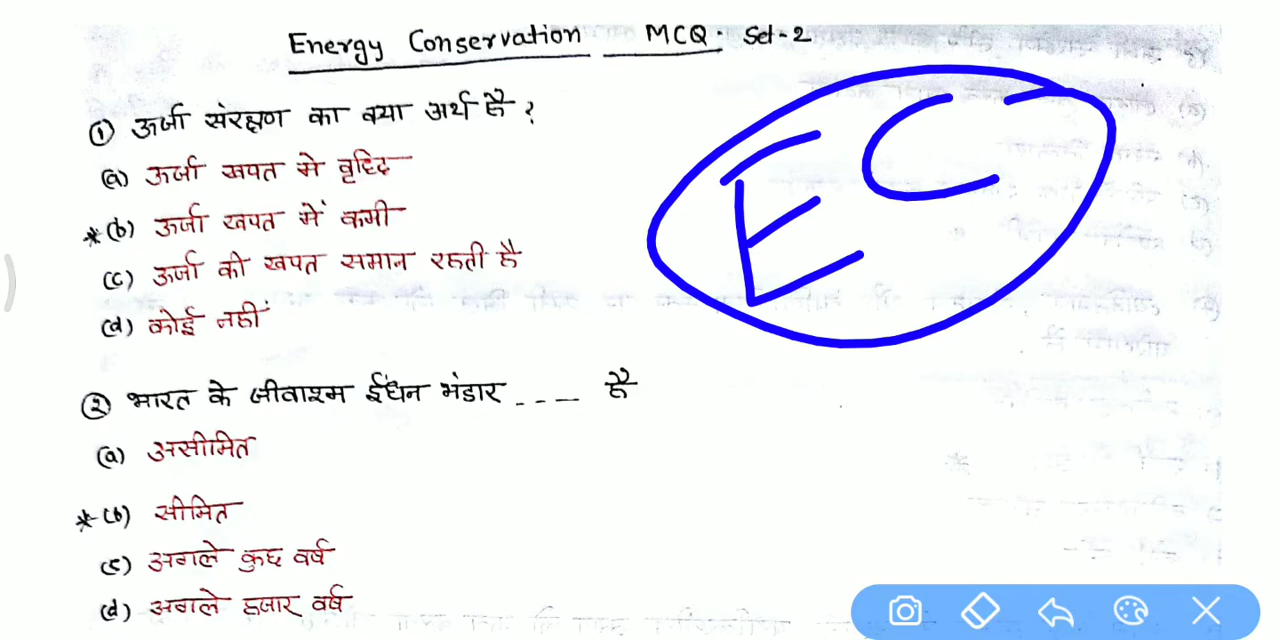 Energy Conservation MCQ. Set-2
① ऊर्जा संरक्षण का क्या अर्थ है ?
(a) ऊर्जा खपत मे वृध्दि
*(b) ऊर्जा खपत में कमी
(c) ऊर्जा की खपत समान रहती है
(d) कोई नहीं
② भारत के जीवाश्म ईंधन भंडार _ _ _ है
(a) असीमित
*(b) सीमित
(c) अगले कुछ वर्ष
(d) अगले हजार वर्ष
EC